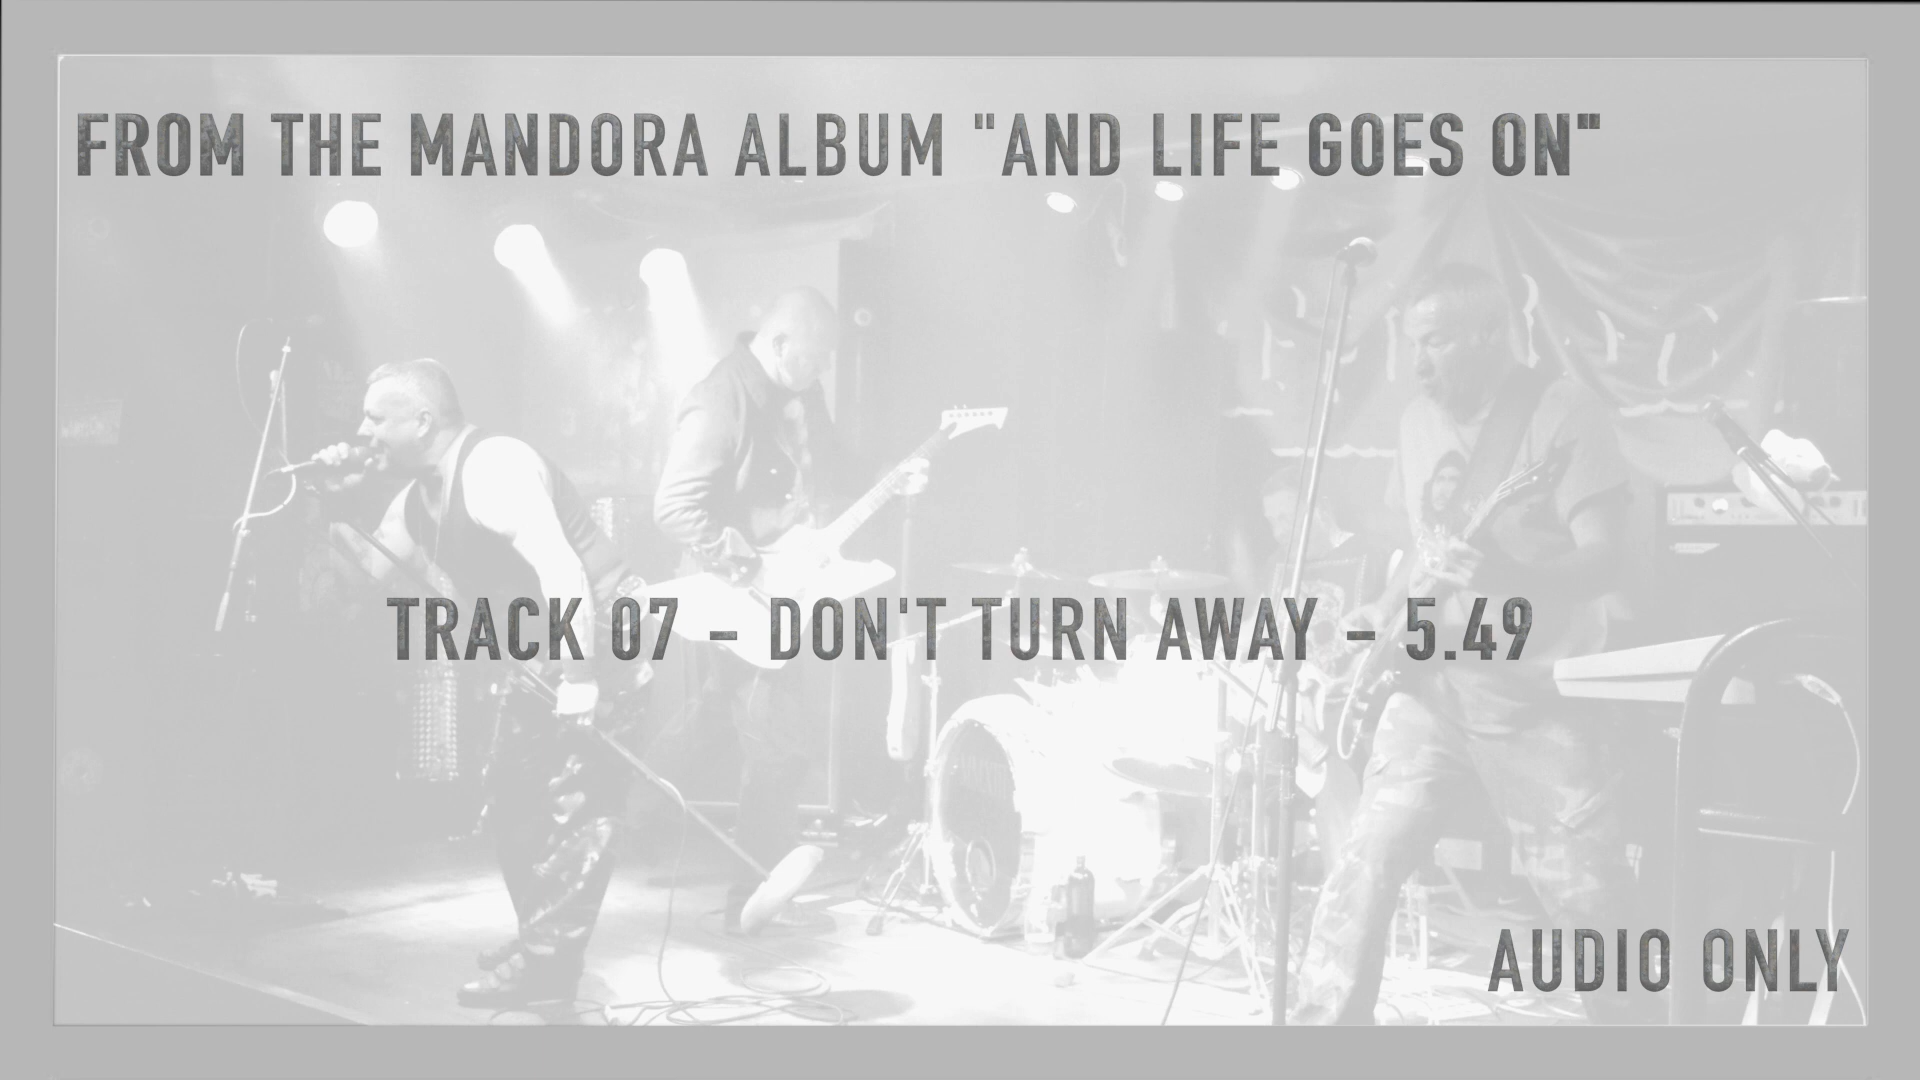 FROM THE MANDORA ALBUM "AND LIFE GOES ON"
TRACK 07 - DON'T TURN AWAY - 5.49
AUDIO ONLY